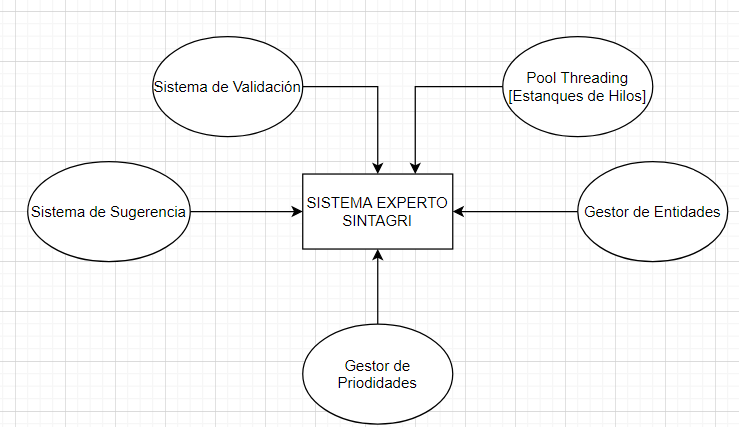 Sistema de Validación
Pool Threading
[Estanques de Hilos]
SISTEMA EXPERTO
SINTAGRI
Sistema de Sugerencia
Gestor de Entidades
Gestor de
Priodidades